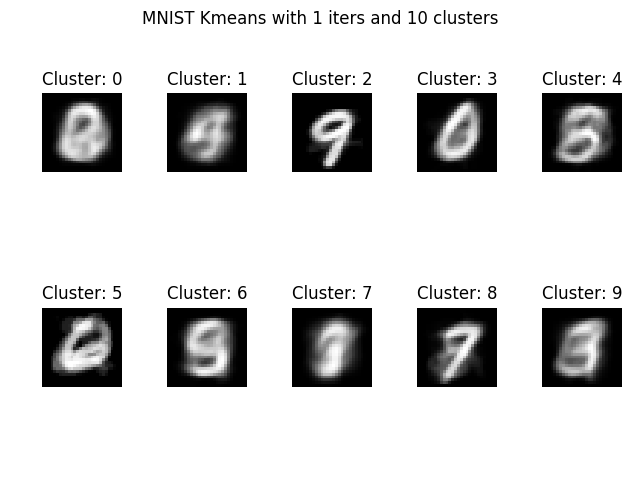 MNIST Kmeans with 1 iters and 10 clusters
Cluster: 0 Cluster: 1 Cluster: 2 Cluster: 3 Cluster: 4
Cluster: 5 Cluster: 6 Cluster: 7 Cluster: 8 Cluster: 9